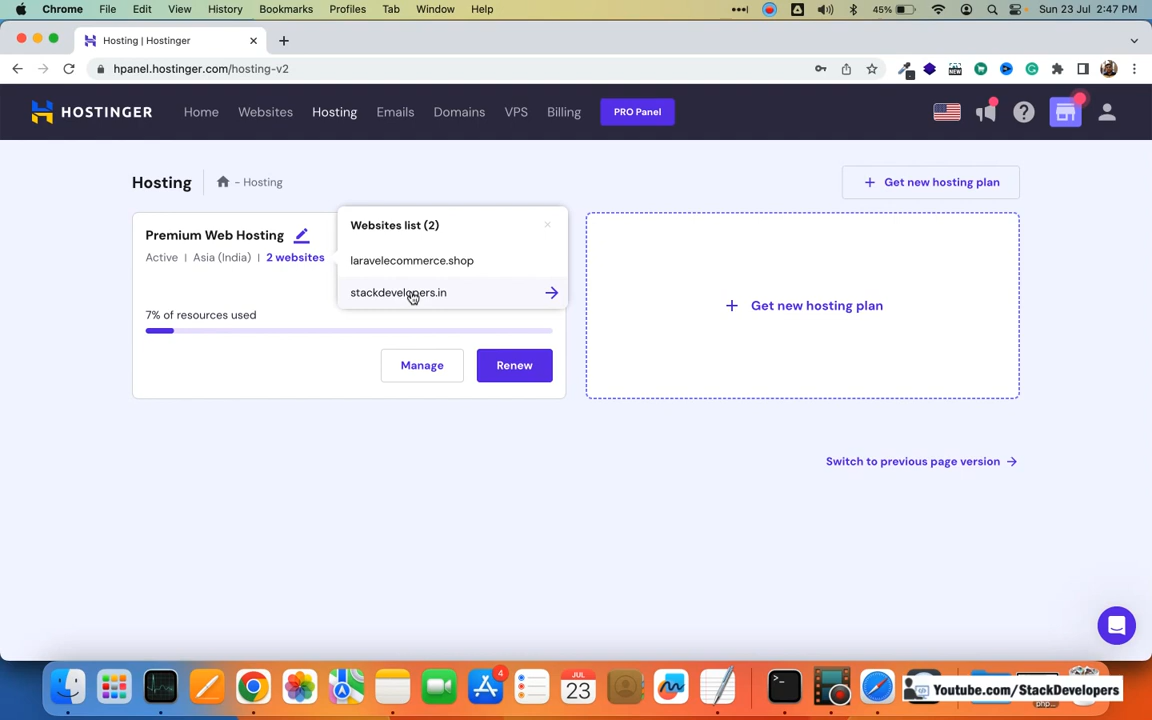 Chrome File Edit View History Bookmarks Profiles Tab Window Help 45% Sun 23 Jul 2:47 PM
Hosting | Hostinger
hpanel.hostinger.com/hosting-v2
NEW
HOSTINGER Home Websites Hosting Emails Domains VPS Billing PRO Panel
Hosting - Hosting
+ Get new hosting plan
Premium Web Hosting
Active | Asia (India) | 2 websites
Websites list (2)
laravelecommerce.shop
stackdevelopers.in
7% of resources used
Manage Renew
+ Get new hosting plan
Switch to previous page version
4
JUL
23
Youtube.com/StackDevelopers